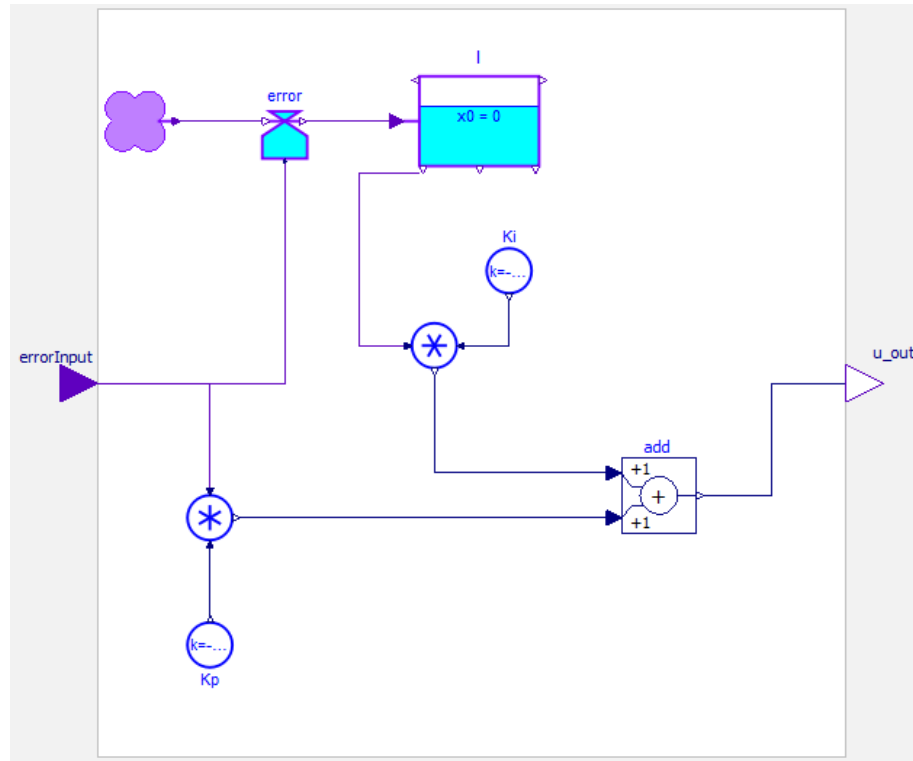 I
error
x0 = 0
Ki
k=-...
errorInput
u_out
add
+1
+
+1
k=-...
Kp